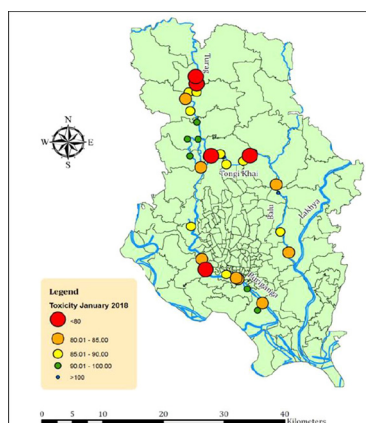 Turag
N
W E
S
Tongi Khal
Balu
Lakhya
Buriganga
Legend
Toxicity January 2018
<80
80.01 - 85.00
85.01 - 90.00
90.01 - 100.00
>100
0 10 20 30 40
Kilometers